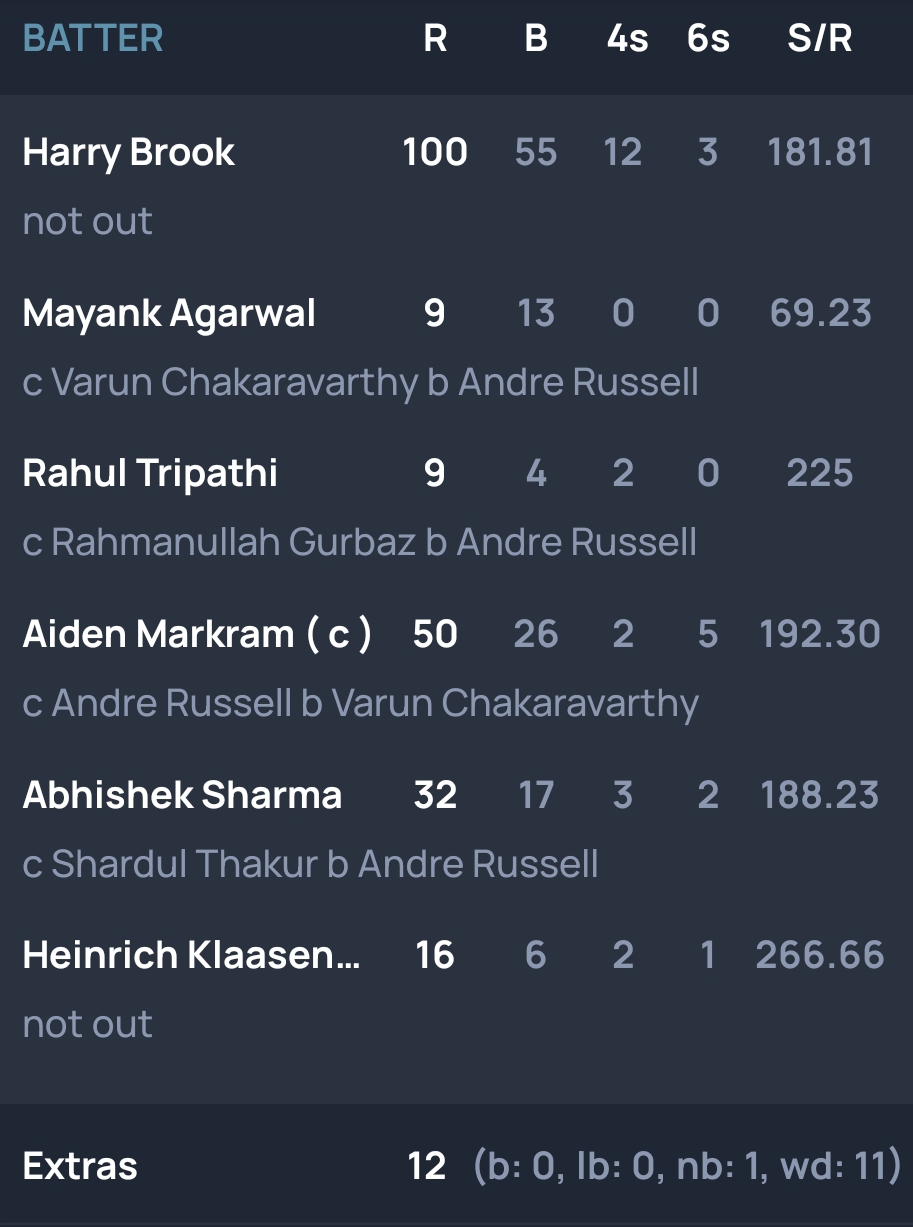 BATTER R B 4s 6s S/R
Harry Brook 100 55 12 3 181.81
not out
Mayank Agarwal 9 13 0 0 69.23
c Varun Chakaravarthy b Andre Russell
Rahul Tripathi 9 4 2 0 225
c Rahmanullah Gurbaz b Andre Russell
Aiden Markram ( c ) 50 26 2 5 192.30
c Andre Russell b Varun Chakaravarthy
Abhishek Sharma 32 17 3 2 188.23
c Shardul Thakur b Andre Russell
Heinrich Klaasen... 16 6 2 1 266.66
not out
Extras 12 (b: 0, lb: 0, nb: 1, wd: 11)